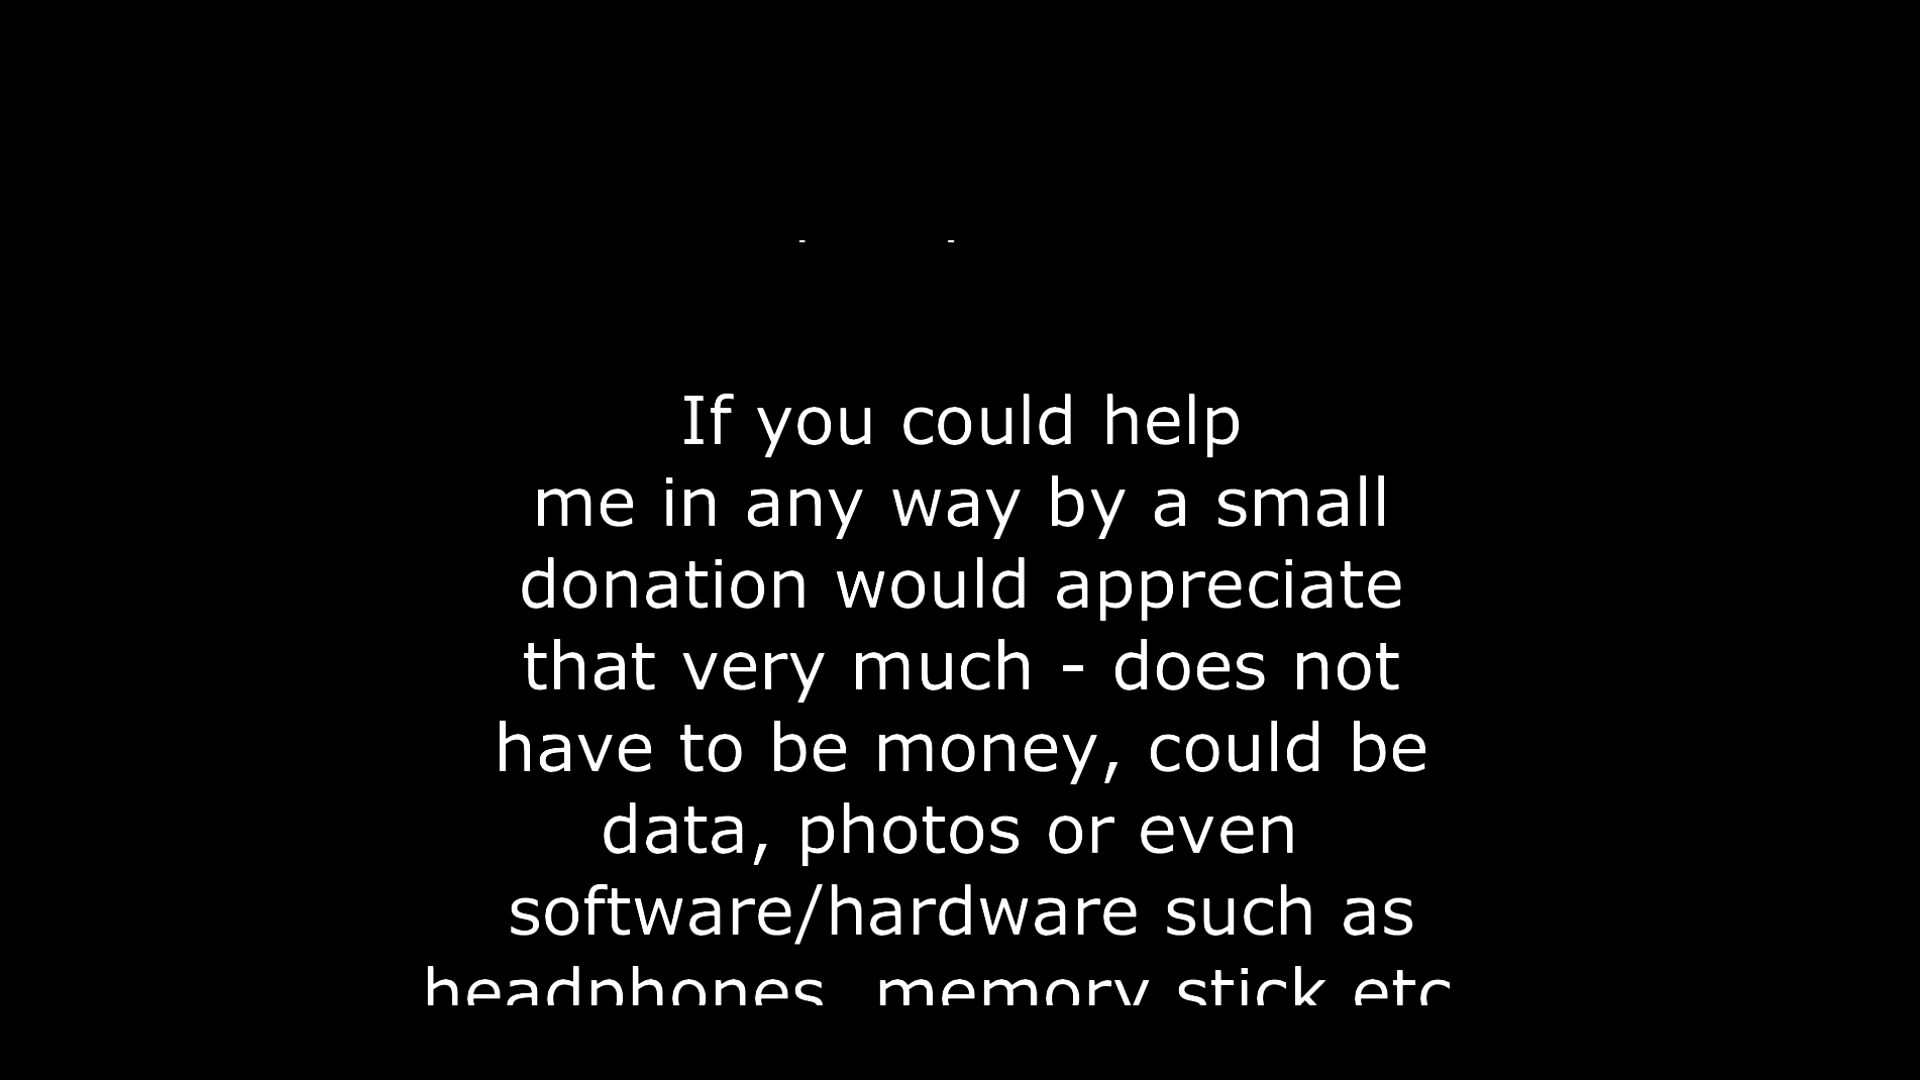 If you could help
me in any way by a small
donation would appreciate
that very much - does not
have to be money, could be
data, photos or even
software/hardware such as
headphones, memory stick etc